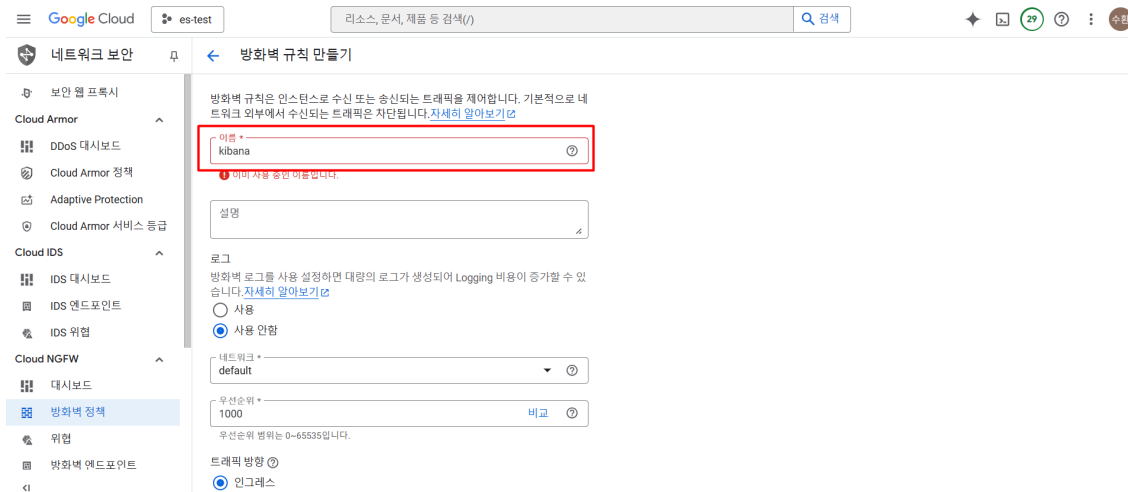 Google Cloud
es-test
리소스, 문서, 제품 등 검색(/)
검색
29
수환
네트워크 보안
방화벽 규칙 만들기
보안 웹 프록시
Cloud Armor
DDoS 대시보드
Cloud Armor 정책
Adaptive Protection
Cloud Armor 서비스 등급
Cloud IDS
IDS 대시보드
IDS 엔드포인트
IDS 위협
Cloud NGFW
대시보드
방화벽 정책
위협
방화벽 엔드포인트
방화벽 규칙은 인스턴스로 수신 또는 송신되는 트래픽을 제어합니다. 기본적으로 네
트워크 외부에서 수신되는 트래픽은 차단됩니다.자세히 알아보기
이름 *
kibana
이미 사용 중인 이름입니다.
설명
로그
방화벽 로그를 사용 설정하면 대량의 로그가 생성되어 Logging 비용이 증가할 수 있
습니다.자세히 알아보기
사용
사용 안함
네트워크 *
default
우선순위 *
1000
비교
우선순위 범위는 0~65535입니다.
트래픽 방향
인그레스